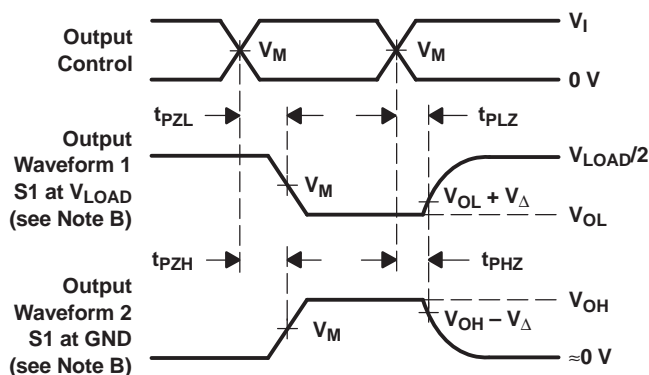 Output
Control
V_M
V_M
V_I
0 V
t_PZL
t_PLZ
Output
Waveform 1
S1 at V_LOAD
(see Note B)
V_M
V_LOAD/2
V_OL + V_Δ
V_OL
t_PZH
t_PHZ
Output
Waveform 2
S1 at GND
(see Note B)
V_M
V_OH
V_OH – V_Δ
≈0 V